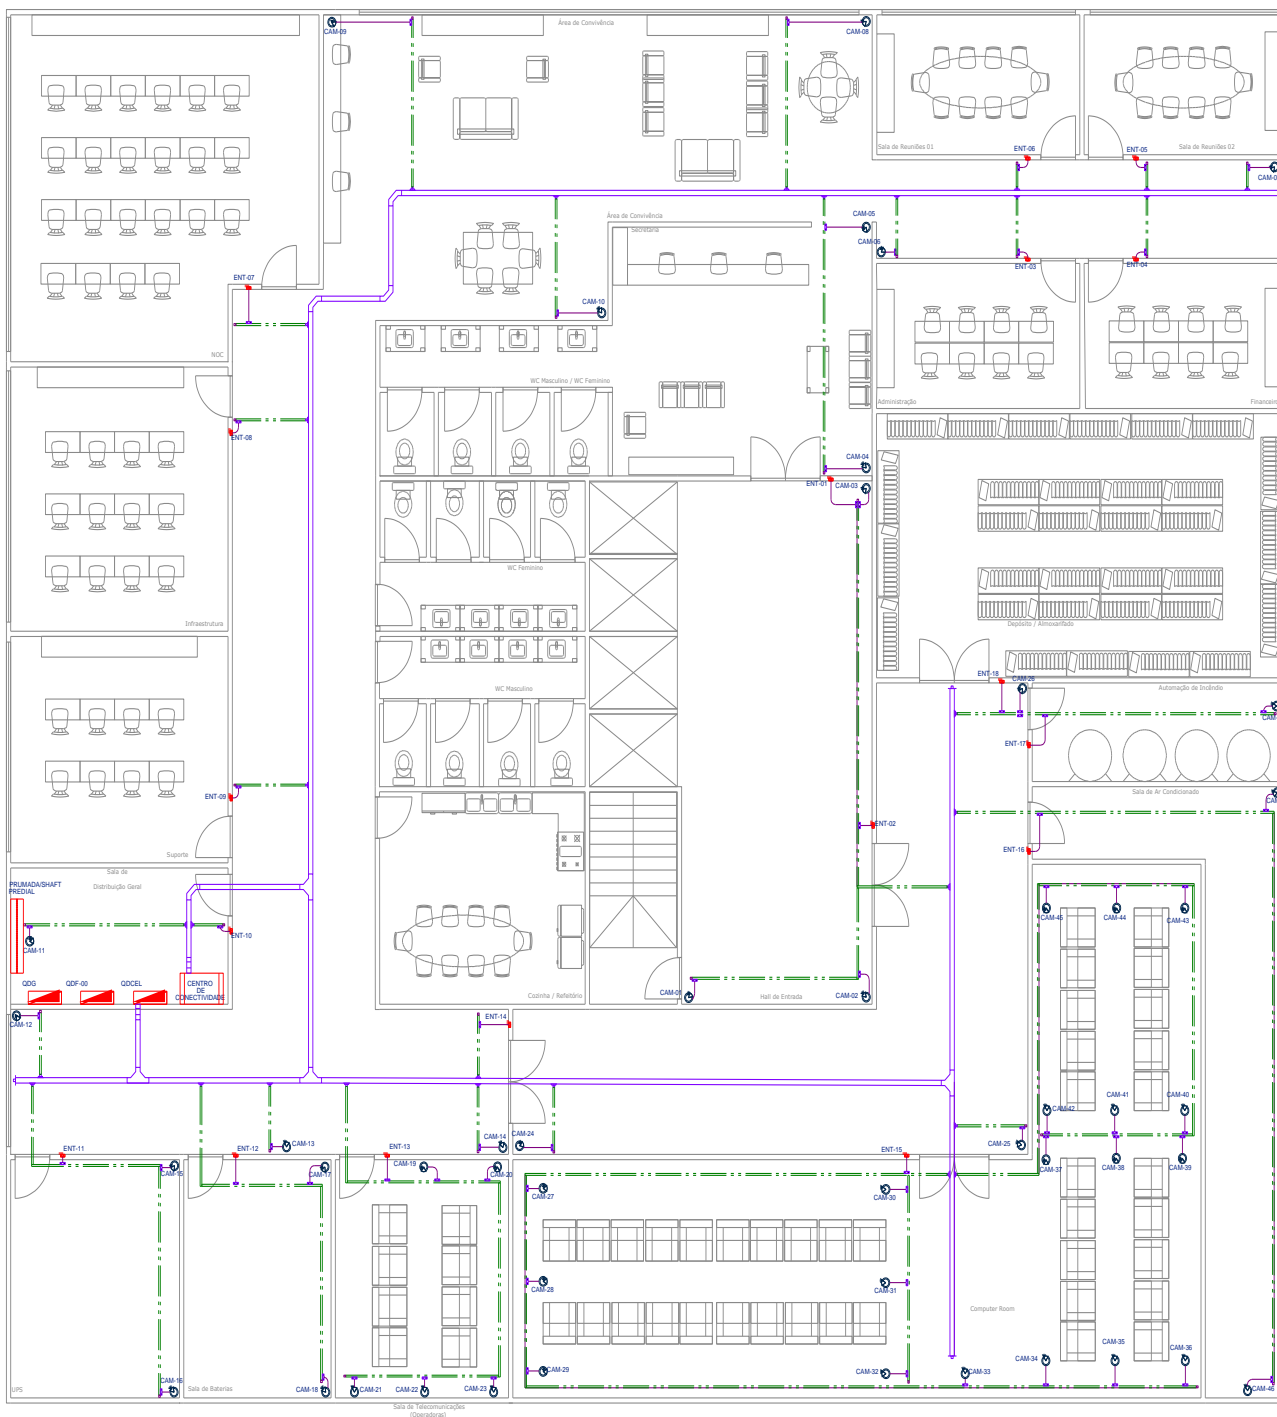 Área de Convivência
CAM-09
CAM-08
Sala de Reuniões 01
ENT-06
ENT-05
Sala de Reuniões 02
Área de Convivência
Secretária
CAM-05
CAM-06
ENT-03
ENT-04
ENT-07
CAM-10
NOC
WC Masculino / WC Feminino
Administração
Financeiro
ENT-08
CAM-04
ENT-01
CAM-03
WC Feminino
Infraestrutura
Depósito / Almoxarifado
ENT-18
CAM-26
WC Masculino
Automação de Incêndio
ENT-17
ENT-09
Sala de Ar Condicionado
ENT-02
ENT-16
Suporte
Sala de
Distribuição Geral
PRUMADA/SHAFT
PREDIAL
CAM-45
CAM-44
CAM-43
ENT-10
CAM-11
QDG
QDF-00
QDCEL
CENTRO
DE
CONECTIVIDADE
Cozinha / Refeitório
CAM-01
Hall de Entrada
CAM-02
CAM-12
ENT-14
CAM-42
CAM-41
CAM-40
ENT-11
ENT-12
CAM-13
ENT-13
CAM-14
CAM-24
ENT-15
CAM-25
CAM-15
CAM-17
CAM-19
CAM-20
CAM-37
CAM-38
CAM-39
CAM-27
CAM-30
CAM-28
CAM-31
Computer Room
CAM-29
CAM-32
CAM-33
CAM-34
CAM-35
CAM-36
UPS
CAM-16
Sala de Baterias
CAM-18
CAM-21
CAM-22
CAM-23
CAM-46
Sala de Telecomunicações
(Operadoras)